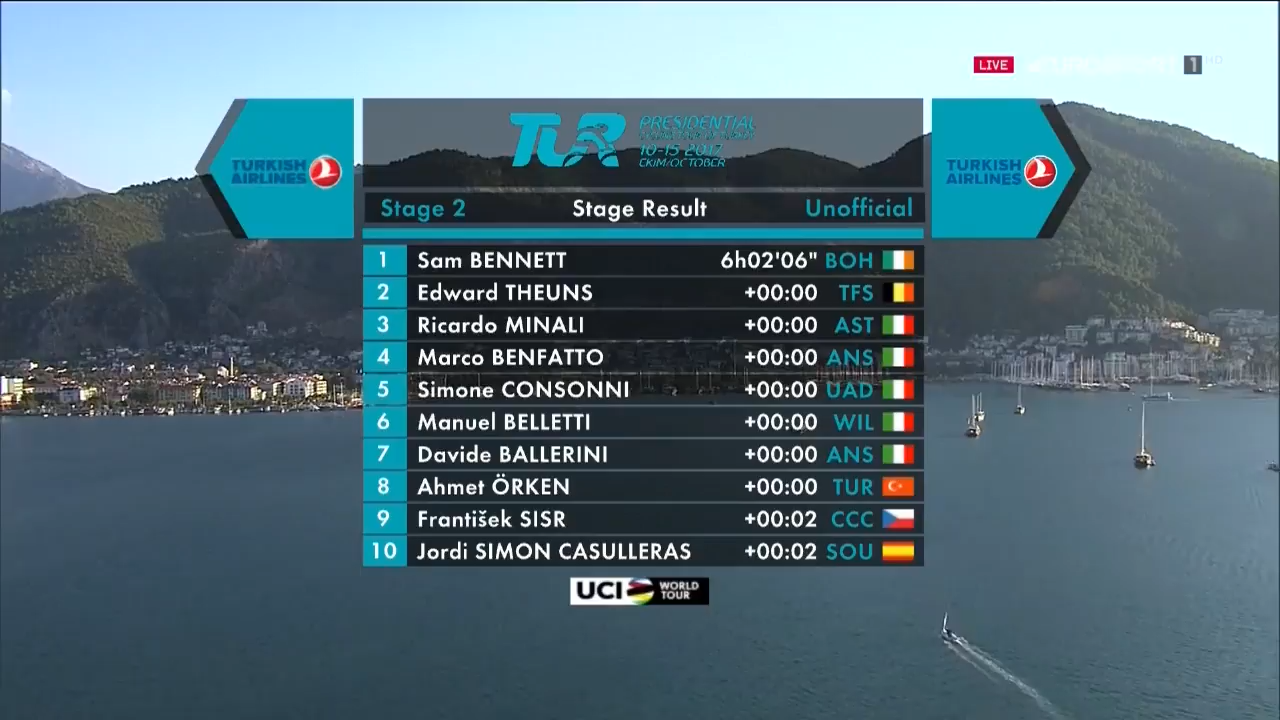 LIVE
1 HD
TUR PRESIDENTIAL
10-15 2017
EKİM/OCTOBER
TURKISH AIRLINES
TURKISH AIRLINES
Stage 2 Stage Result Unofficial
1 Sam BENNETT 6h02'06" BOH
2 Edward THEUNS +00:00 TFS
3 Ricardo MINALI +00:00 AST
4 Marco BENFATTO +00:00 ANS
5 Simone CONSONNI +00:00 UAD
6 Manuel BELLETTI +00:00 WIL
7 Davide BALLERINI +00:00 ANS
8 Ahmet ÖRKEN +00:00 TUR
9 František SISR +00:02 CCC
10 Jordi SIMON CASULLERAS +00:02 SOU
UCI WORLD TOUR